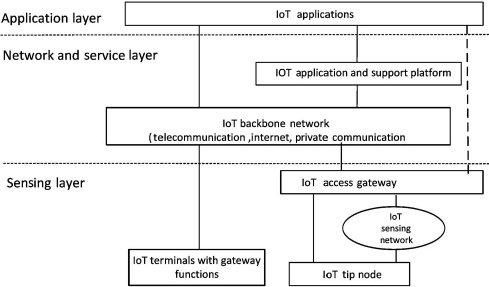 Application layer
IoT applications
Network and service layer
IOT application and support platform
IoT backbone network
(telecommunication ,internet, private communication
Sensing layer
IoT access gateway
IoT
sensing
network
IoT terminals with gateway
functions
IoT tip node